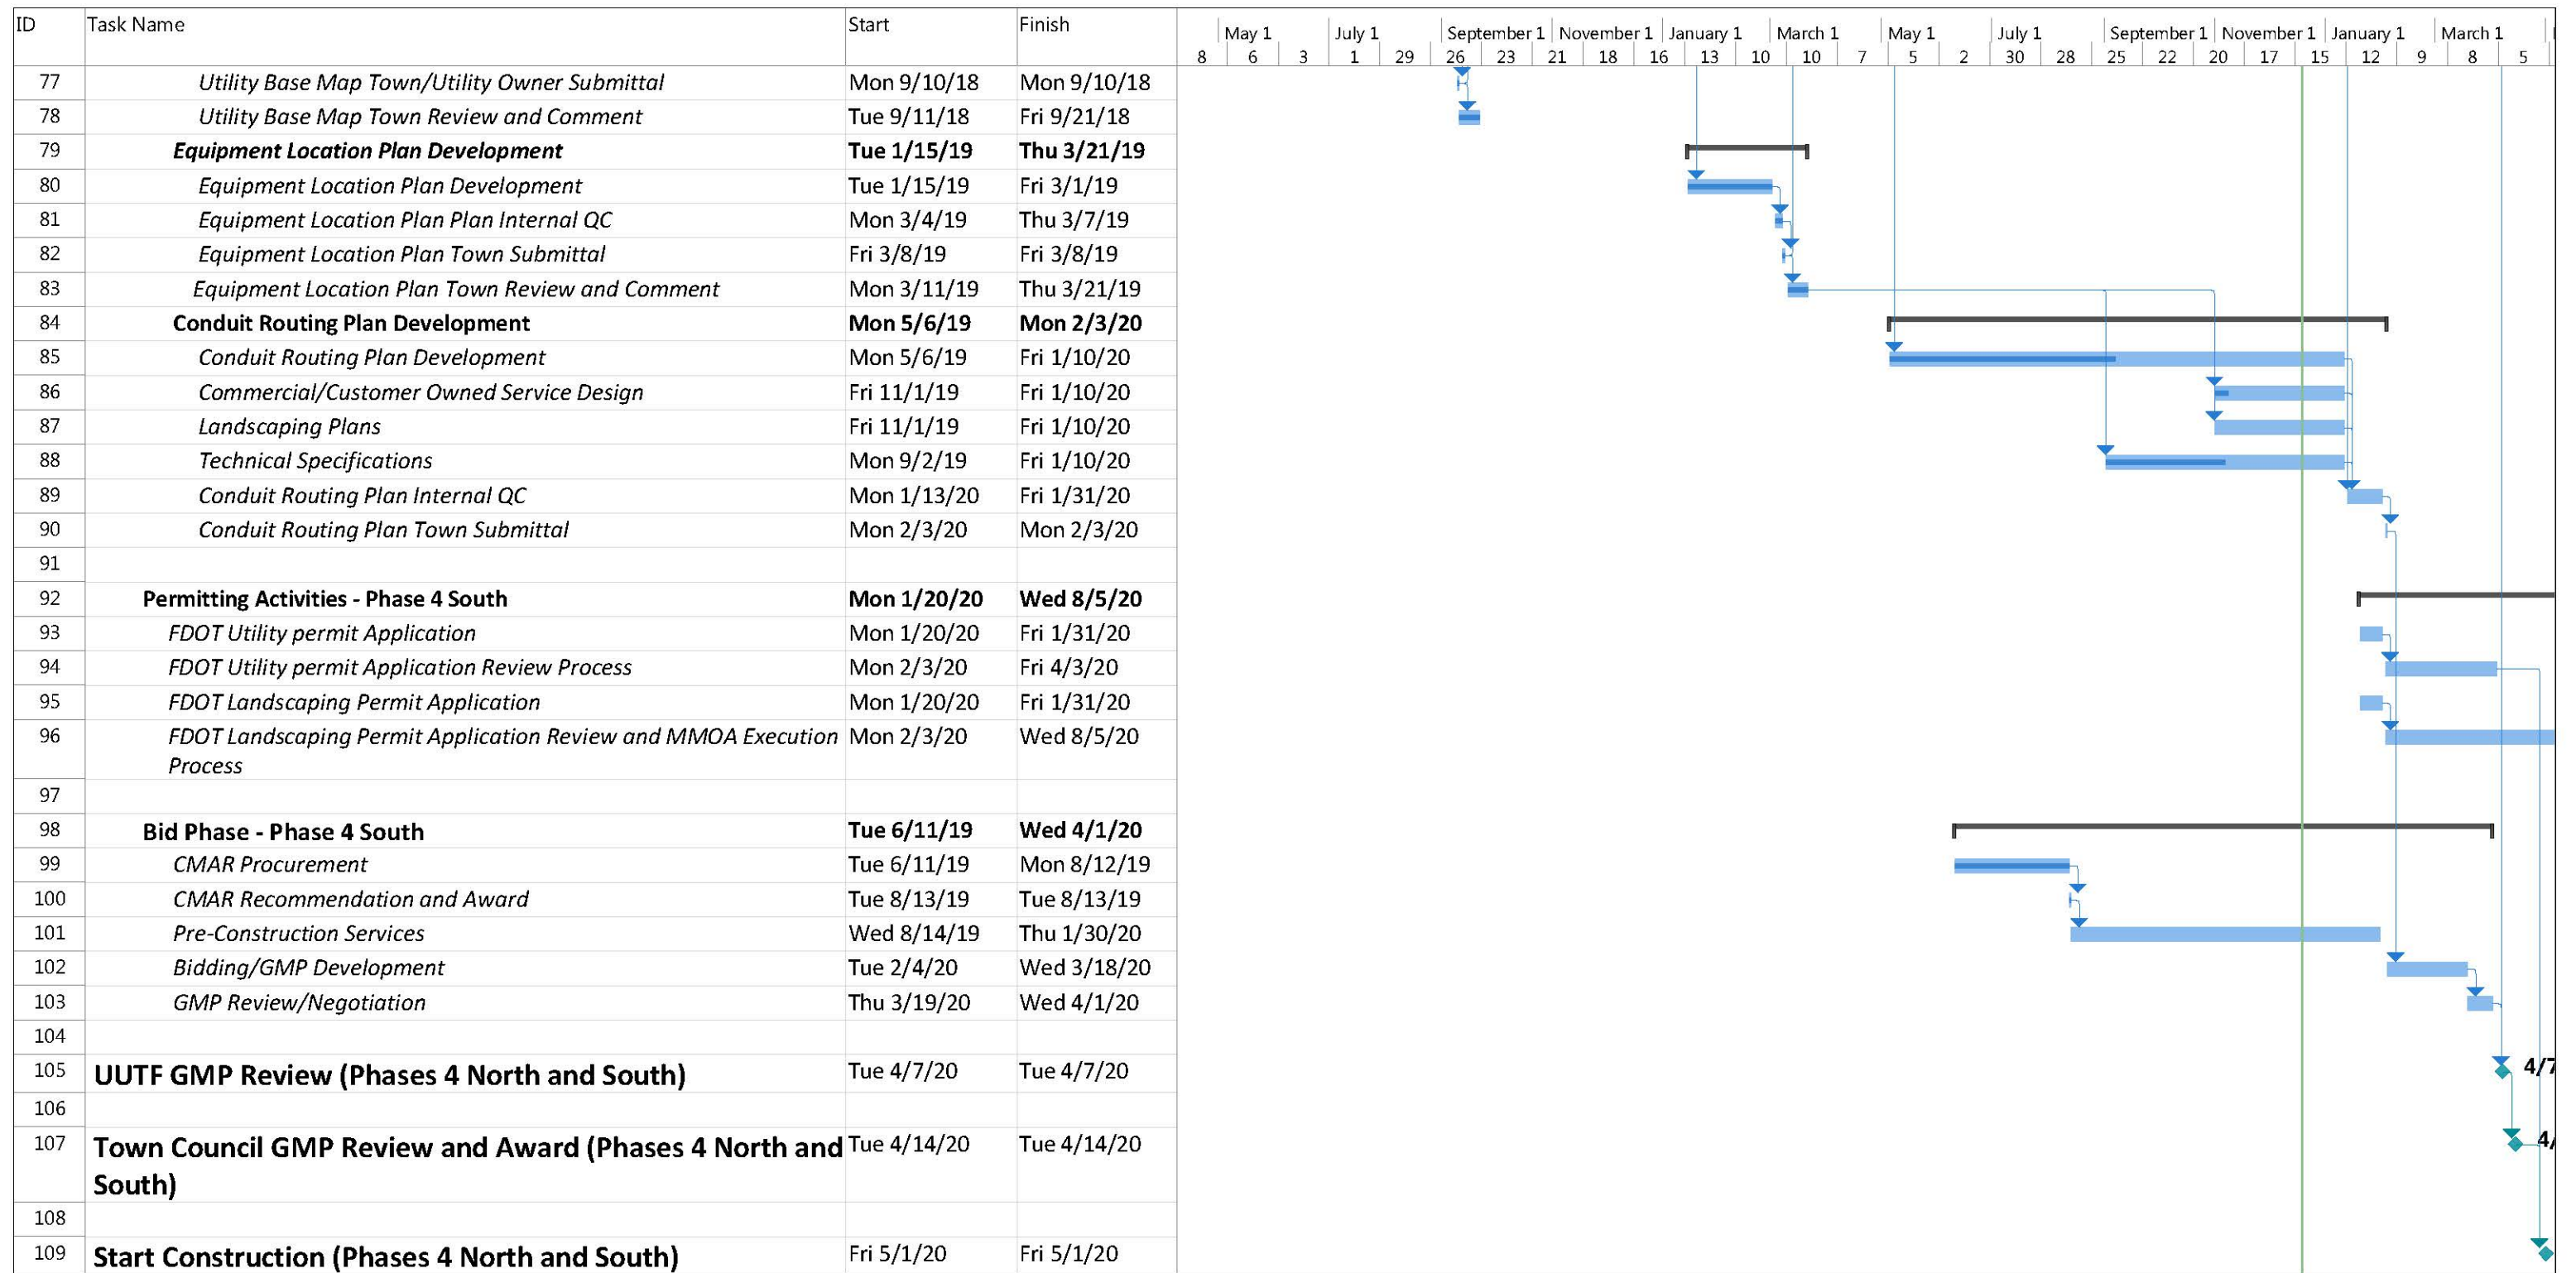 ID Task Name Start Finish
May 1 July 1 September 1 November 1 January 1 March 1 May 1 July 1 September 1 November 1 January 1 March 1
8 6 3 1 29 26 23 21 18 16 13 10 10 7 5 2 30 28 25 22 20 17 15 12 9 8 5
77 Utility Base Map Town/Utility Owner Submittal Mon 9/10/18 Mon 9/10/18
78 Utility Base Map Town Review and Comment Tue 9/11/18 Fri 9/21/18
79 Equipment Location Plan Development Tue 1/15/19 Thu 3/21/19
80 Equipment Location Plan Development Tue 1/15/19 Fri 3/1/19
81 Equipment Location Plan Plan Internal QC Mon 3/4/19 Thu 3/7/19
82 Equipment Location Plan Town Submittal Fri 3/8/19 Fri 3/8/19
83 Equipment Location Plan Town Review and Comment Mon 3/11/19 Thu 3/21/19
84 Conduit Routing Plan Development Mon 5/6/19 Mon 2/3/20
85 Conduit Routing Plan Development Mon 5/6/19 Fri 1/10/20
86 Commercial/Customer Owned Service Design Fri 11/1/19 Fri 1/10/20
87 Landscaping Plans Fri 11/1/19 Fri 1/10/20
88 Technical Specifications Mon 9/2/19 Fri 1/10/20
89 Conduit Routing Plan Internal QC Mon 1/13/20 Fri 1/31/20
90 Conduit Routing Plan Town Submittal Mon 2/3/20 Mon 2/3/20
91
92 Permitting Activities - Phase 4 South Mon 1/20/20 Wed 8/5/20
93 FDOT Utility permit Application Mon 1/20/20 Fri 1/31/20
94 FDOT Utility permit Application Review Process Mon 2/3/20 Fri 4/3/20
95 FDOT Landscaping Permit Application Mon 1/20/20 Fri 1/31/20
96 FDOT Landscaping Permit Application Review and MMOA Execution Mon 2/3/20 Wed 8/5/20
Process
97
98 Bid Phase - Phase 4 South Tue 6/11/19 Wed 4/1/20
99 CMAR Procurement Tue 6/11/19 Mon 8/12/19
100 CMAR Recommendation and Award Tue 8/13/19 Tue 8/13/19
101 Pre-Construction Services Wed 8/14/19 Thu 1/30/20
102 Bidding/GMP Development Tue 2/4/20 Wed 3/18/20
103 GMP Review/Negotiation Thu 3/19/20 Wed 4/1/20
104
105 UUTF GMP Review (Phases 4 North and South) Tue 4/7/20 Tue 4/7/20 4/7
106
107 Town Council GMP Review and Award (Phases 4 North and Tue 4/14/20 Tue 4/14/20 4/
South)
108
109 Start Construction (Phases 4 North and South) Fri 5/1/20 Fri 5/1/20